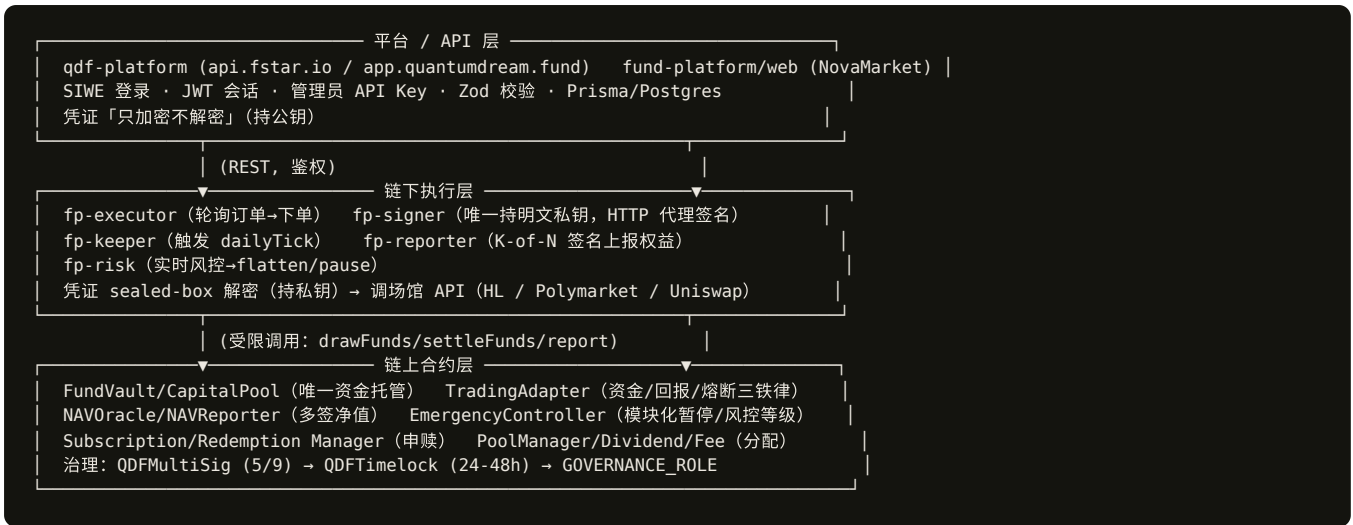 平台 / API 层
qdf-platform (api.fstar.io / app.quantumdream.fund)   fund-platform/web (NovaMarket)
SIWE 登录 · JWT 会话 · 管理员 API Key · Zod 校验 · Prisma/Postgres
凭证「只加密不解密」(持公钥)
(REST, 鉴权)
链下执行层
fp-executor（轮询订单→下单）   fp-signer（唯一持明文私钥，HTTP 代理签名）
fp-keeper（触发 dailyTick）   fp-reporter（K-of-N 签名上报权益）
fp-risk（实时风控→flatten/pause）
凭证 sealed-box 解密（持私钥）→ 调场馆 API（HL / Polymarket / Uniswap）
(受限调用：drawFunds/settleFunds/report)
链上合约层
FundVault/CapitalPool（唯一资金托管）   TradingAdapter（资金/回报/熔断三铁律）
NAVOracle/NAVReporter（多签净值）   EmergencyController（模块化暂停/风控等级）
Subscription/Redemption Manager（申赎）   PoolManager/Dividend/Fee（分配）
治理：QDFMultiSig (5/9) → QDFTimelock (24-48h) → GOVERNANCE_ROLE